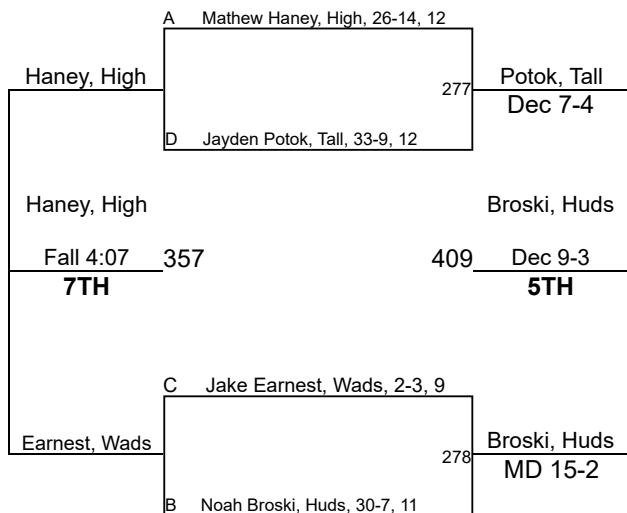 A Mathew Haney, High, 26-14, 12
Haney, High
277
Potok, Tall
Dec 7-4
D Jayden Potok, Tall, 33-9, 12
Haney, High
Broski, Huds
Fall 4:07
357
409
Dec 9-3
7TH
5TH
C Jake Earnest, Wads, 2-3, 9
Earnest, Wads
278
Broski, Huds
MD 15-2
B Noah Broski, Huds, 30-7, 11